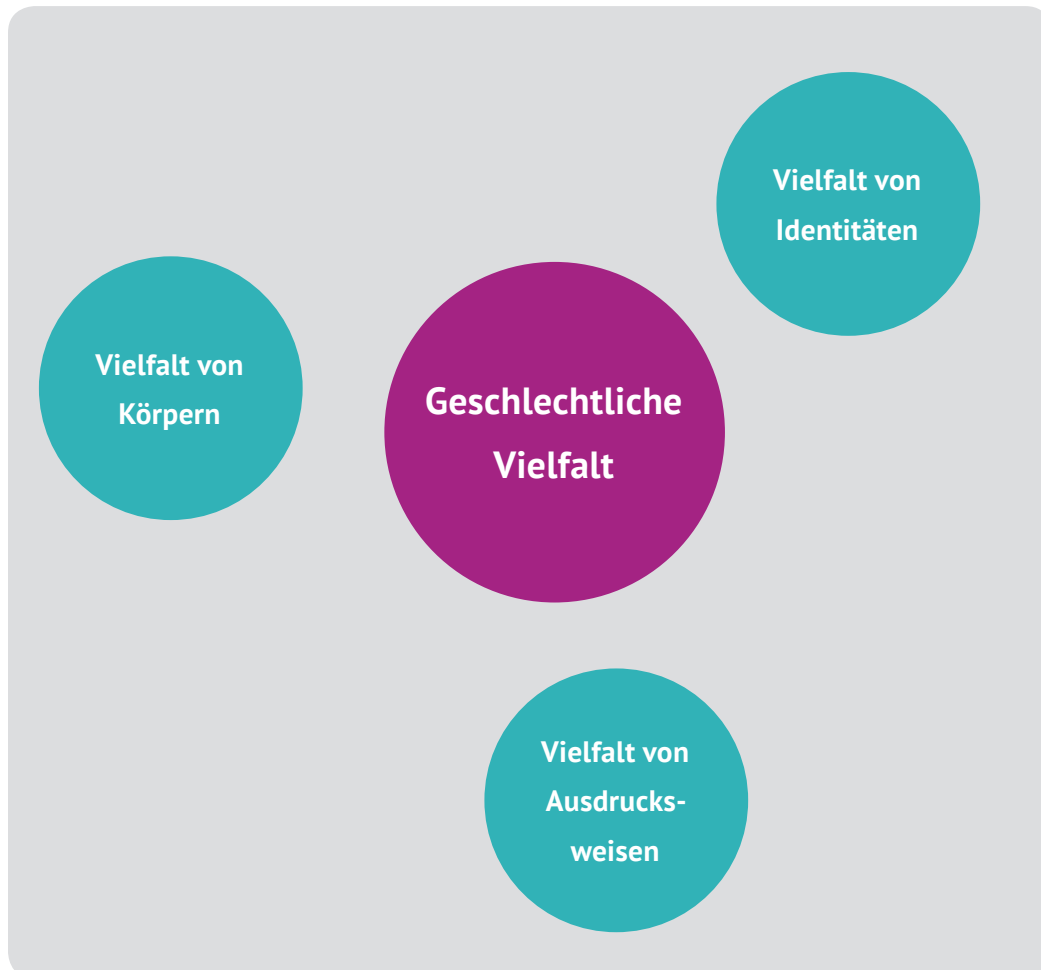 Vielfalt von
Identitäten
Vielfalt von
Körpern
Geschlechtliche
Vielfalt
Vielfalt von
Ausdrucks-
weisen